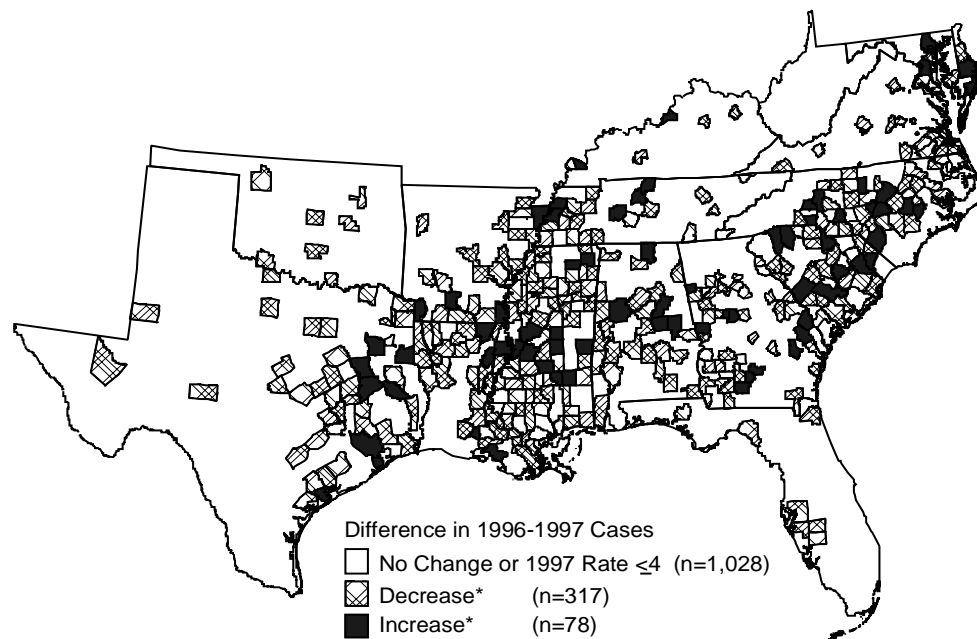 Difference in 1996-1997 Cases
No Change or 1997 Rate ≤4 (n=1,028)
Decrease* (n=317)
Increase* (n=78)